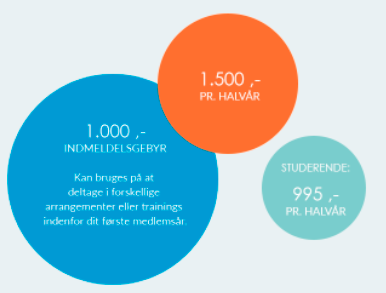 1.500 ,-
PR. HALVÅR
1.000 ,-
INDMELDELSGEBYR
Kan bruges på at
deltage i forskellige
arrangementer eller trainings
indenfor dit første medlemsår.
STUDERENDE:
995 ,-
PR. HALVÅR